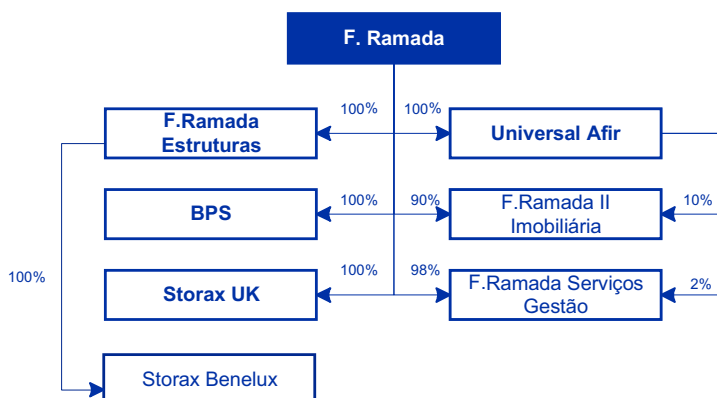 F. Ramada
100% 100%
F.Ramada
Estruturas
Universal Afir
100% 90% 10%
BPS
F.Ramada II
Imobiliária
100%
100% 98% 2%
Storax UK
F.Ramada Serviços
Gestão
Storax Benelux